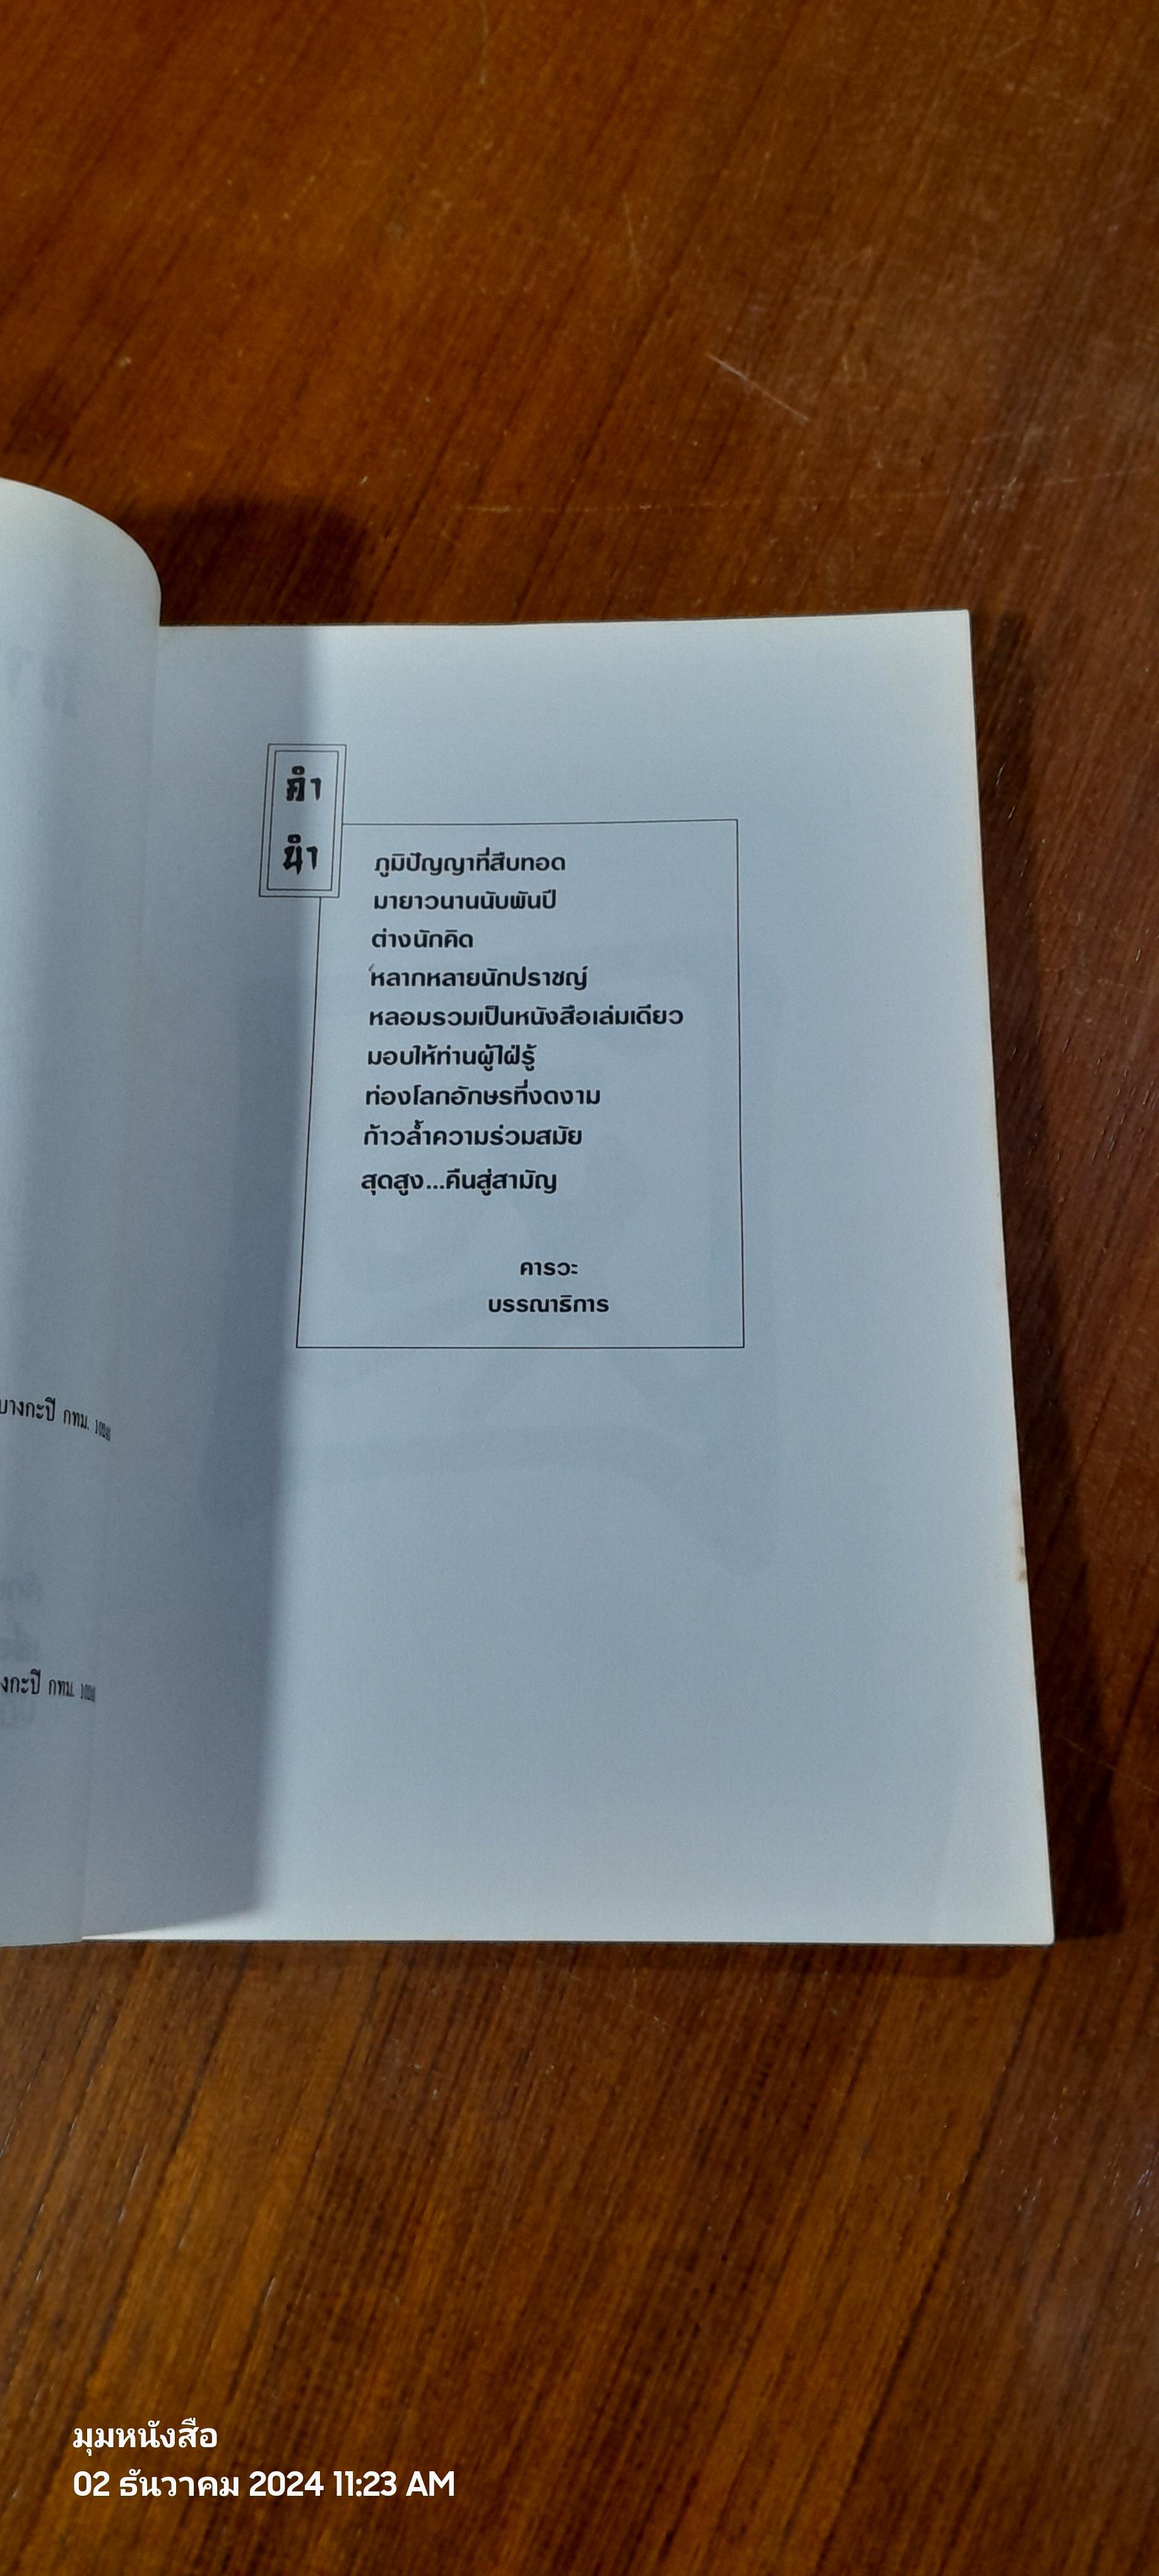 คำ
นำ
ภูมิปัญญาที่สืบทอด
มายาวนานนับพันปี
ต่างนักคิด
หลากหลายนักปราชญ์
หลอมรวมเป็นหนังสือเล่มเดียว
มอบให้ท่านผู้ใฝ่รู้
ท่องโลกอักษรที่งดงาม
ก้าวล้ำความร่วมสมัย
สุดสูง...คืนสู่สามัญ
คารวะ
บรรณาธิการ
บางกะปิ กทม.
งกะปิ กทม.
มุมหนังสือ
02 ธันวาคม 2024 11:23 AM